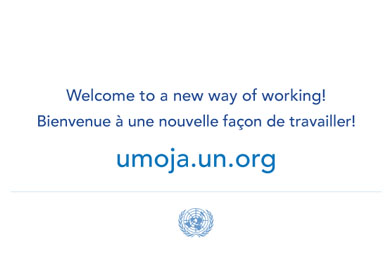 Welcome to a new way of working!
Bienvenue à une nouvelle façon de travailler!
umoja.un.org